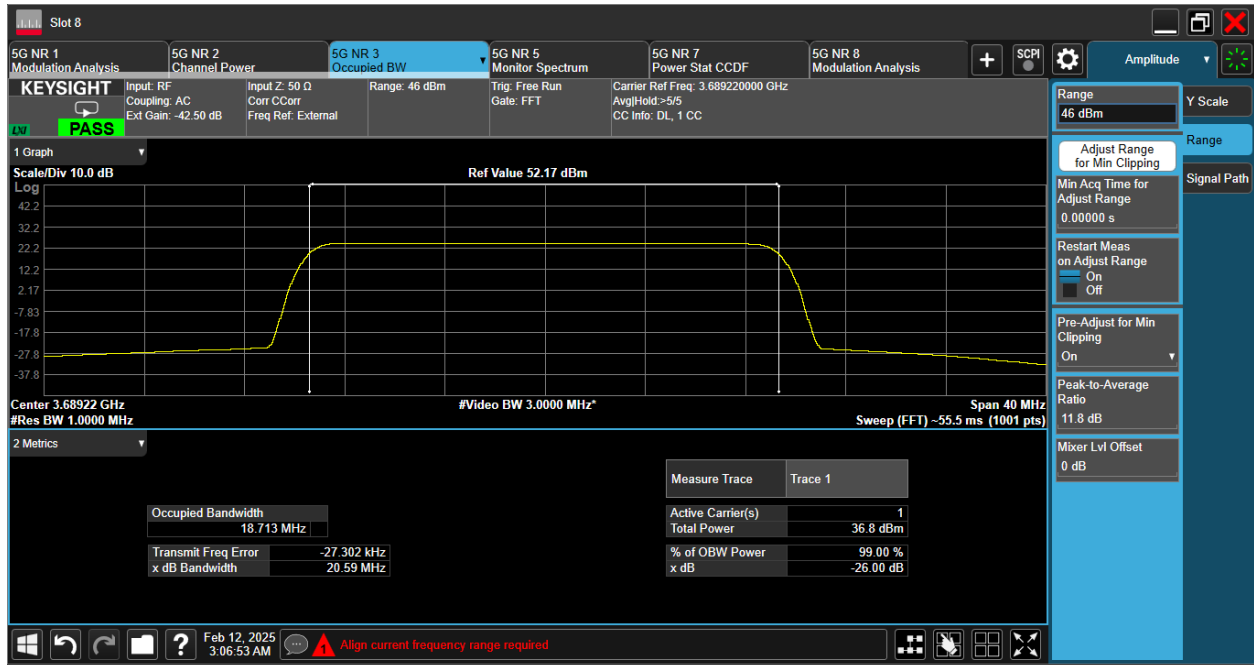 Slot 8
5G NR 1
Modulation Analysis
5G NR 2
Channel Power
5G NR 3
Occupied BW
5G NR 5
Monitor Spectrum
5G NR 7
Power Stat CCDF
5G NR 8
Modulation Analysis
+
SCPI
Amplitude
KEYSIGHT
LXI
PASS
Input: RF
Coupling: AC
Ext Gain: -42.50 dB
Input Z: 50 Ω
Corr CCorr
Freq Ref: External
Range: 46 dBm
Trig: Free Run
Gate: FFT
Carrier Ref Freq: 3.689220000 GHz
Avg|Hold:>5/5
CC Info: DL, 1 CC
1 Graph
Scale/Div 10.0 dB
Ref Value 52.17 dBm
Log
42.2
32.2
22.2
12.2
2.17
-7.83
-17.8
-27.8
-37.8
Center 3.68922 GHz
#Video BW 3.0000 MHz*
Span 40 MHz
#Res BW 1.0000 MHz
Sweep (FFT) ~55.5 ms (1001 pts)
2 Metrics
Measure Trace Trace 1
Occupied Bandwidth
18.713 MHz
Transmit Freq Error -27.302 kHz
x dB Bandwidth 20.59 MHz
Active Carrier(s) 1
Total Power 36.8 dBm
% of OBW Power 99.00 %
x dB -26.00 dB
Range
46 dBm
Adjust Range
for Min Clipping
Min Acq Time for
Adjust Range
0.00000 s
Restart Meas
on Adjust Range
On
Off
Pre-Adjust for Min
Clipping
On
Peak-to-Average
Ratio
11.8 dB
Mixer Lvl Offset
0 dB
Y Scale
Range
Signal Path
?
Feb 12, 2025
3:06:53 AM
1
Align current frequency range required